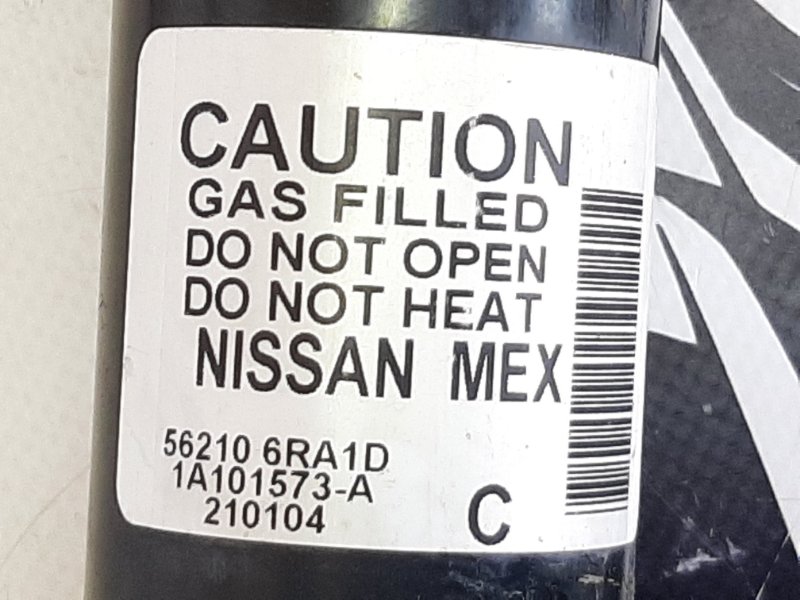 CAUTION
GAS FILLED
DO NOT OPEN
DO NOT HEAT
NISSAN MEX
56210 6RA1D
1A101573-A
210104
C